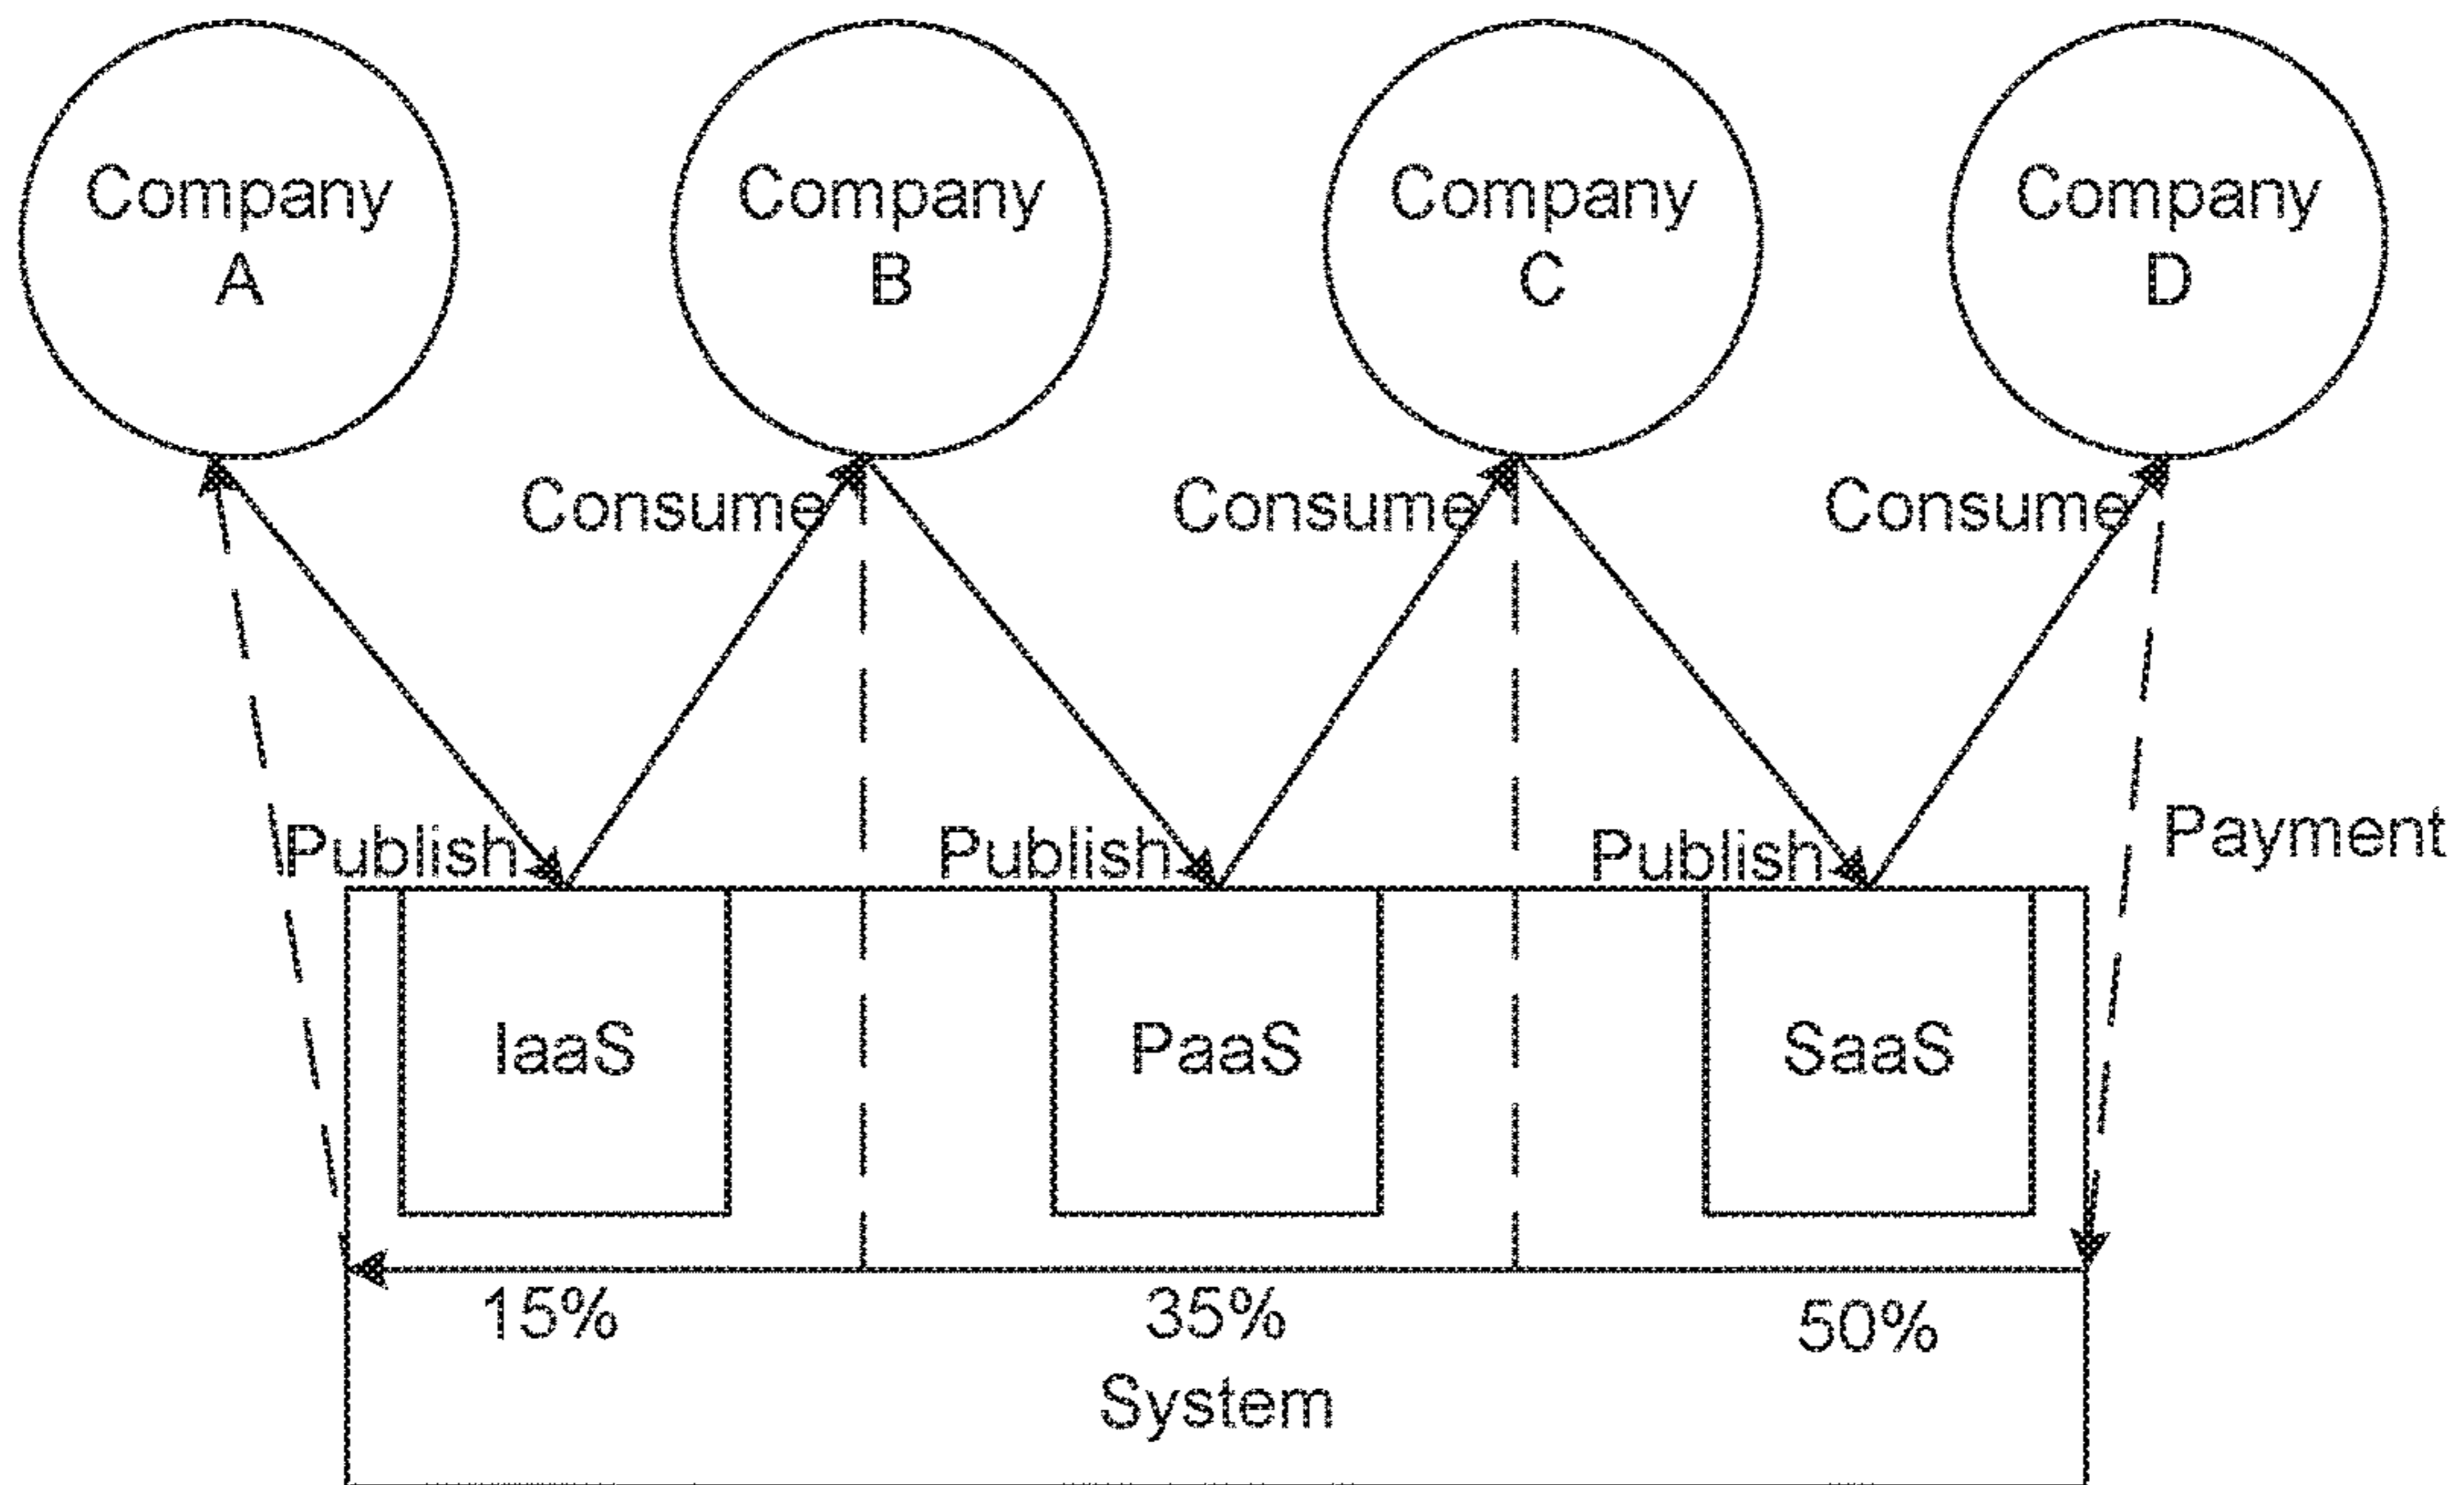 Company
A
Company
B
Company
C
Company
D
Consume
Consume
Consume
Publish
Publish
Publish
Payment
IaaS
PaaS
SaaS
15%
35%
50%
System